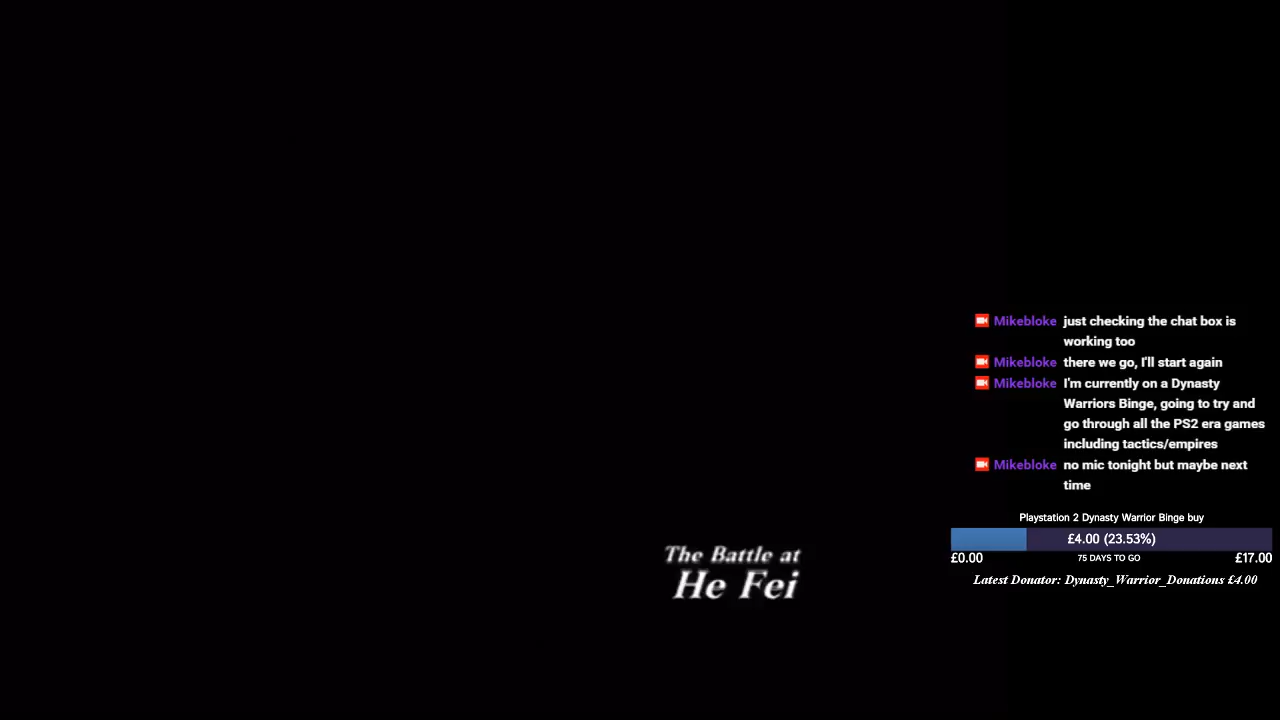 Mikebloke just checking the chat box is
working too
Mikebloke there we go, I'll start again
Mikebloke I'm currently on a Dynasty
Warriors Binge, going to try and
go through all the PS2 era games
including tactics/empires
Mikebloke no mic tonight but maybe next
time
Playstation 2 Dynasty Warrior Binge buy
£4.00 (23.53%)
£0.00 75 DAYS TO GO £17.00
Latest Donator: Dynasty_Warrior_Donations £4.00
The Battle at
He Fei